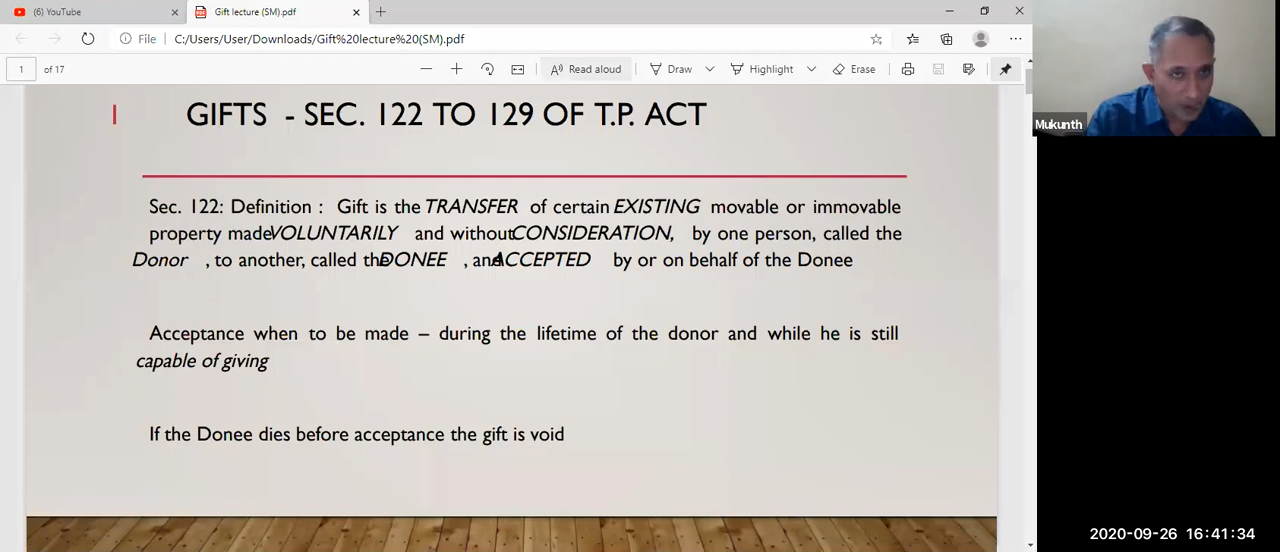 (6) YouTube
Gift lecture (SM).pdf
File C:/Users/User/Downloads/Gift%20lecture%20(SM).pdf
1 of 17 Read aloud Draw Highlight Erase
GIFTS - SEC. 122 TO 129 OF T.P. ACT
Sec. 122: Definition : Gift is the TRANSFER of certain EXISTING movable or immovable
property made VOLUNTARILY and without CONSIDERATION, by one person, called the
Donor , to another, called the DONEE , and ACCEPTED by or on behalf of the Donee
Acceptance when to be made – during the lifetime of the donor and while he is still
capable of giving
If the Donee dies before acceptance the gift is void
Mukunth
2020-09-26 16:41:34